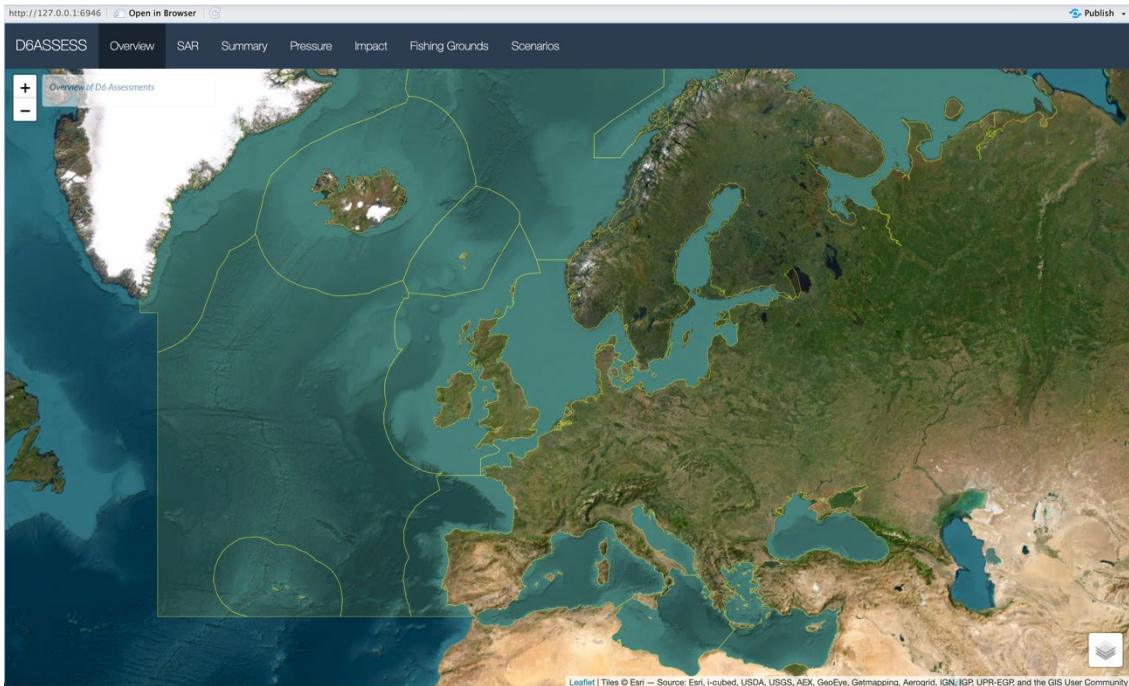 http://127.0.0.1:6946 Open in Browser Publish
D6ASSESS Overview SAR Summary Pressure Impact Fishing Grounds Scenarios
+
Overview of D6 Assessments
−
Leaflet | Tiles © Esri — Source: Esri, i-cubed, USDA, USGS, AEX, GeoEye, Getmapping, Aerogrid, IGN, IGP, UPR-EGP, and the GIS User Community